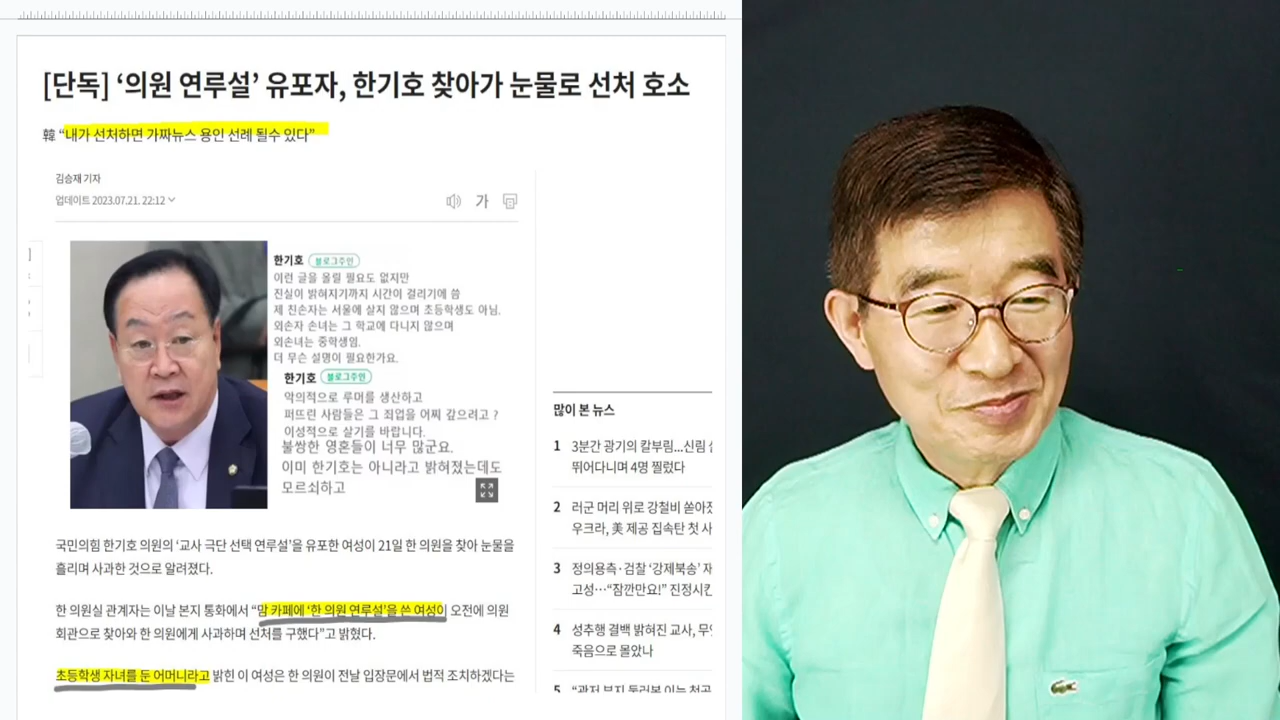 [단독] ‘의원 연루설’ 유포자, 한기호 찾아가 눈물로 선처 호소
韓 “내가 선처하면 가짜뉴스 용인 선례 될수 있다”
김승재 기자
업데이트 2023.07.21. 22:12
가
한기호 블로그주인
이런 글을 올릴 필요도 없지만
진실이 밝혀지기까지 시간이 걸리기에 씀
제 친손자는 서울에 살지 않으며 초등학생도 아님.
외손자 손녀는 그 학교에 다니지 않으며
외손녀는 중학생임.
더 무슨 설명이 필요한가요.
한기호 블로그주인
악의적으로 루머를 생산하고
퍼뜨린 사람들은 그 죄업을 어찌 갚으려고 ?
이성적으로 살기를 바랍니다.
불쌍한 영혼들이 너무 많군요.
이미 한기호는 아니라고 밝혀졌는데도
모르쇠하고
국민의힘 한기호 의원의 ‘교사 극단 선택 연루설’을 유포한 여성이 21일 한 의원을 찾아 눈물을
흘리며 사과한 것으로 알려졌다.
한 의원실 관계자는 이날 본지 통화에서 “맘 카페에 ‘한 의원 연루설’을 쓴 여성이 오전에 의원
회관으로 찾아와 한 의원에게 사과하며 선처를 구했다”고 밝혔다.
초등학생 자녀를 둔 어머니라고 밝힌 이 여성은 한 의원이 전날 입장문에서 법적 조치하겠다는
많이 본 뉴스
1 3분간 광기의 칼부림...신림
뛰어다니며 4명 찔렀다
2 러군 머리 위로 강철비 쏟아
우크라, 美 제공 집속탄 첫
3 정의용측·검찰 ‘강제북송’
고성…“잠깐만요!” 진정시킨
4 성추행 결백 밝혀진 교사,
죽음으로 몰았나
5